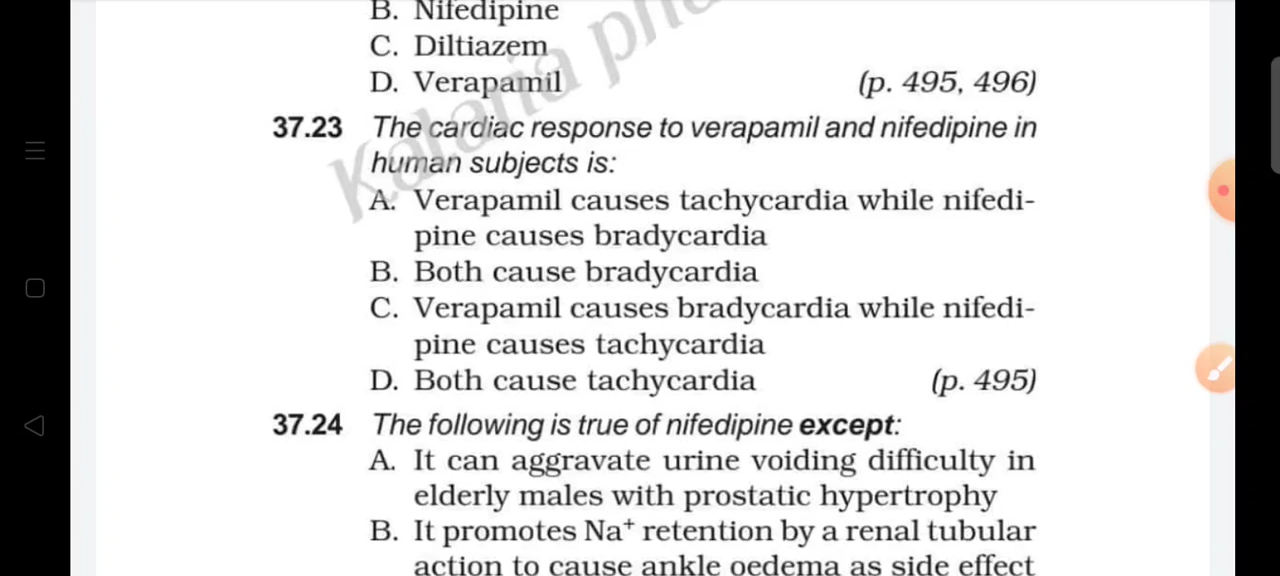 B. Nifedipine
C. Diltiazem
D. Verapamil (p. 495, 496)
37.23 The cardiac response to verapamil and nifedipine in
human subjects is:
A. Verapamil causes tachycardia while nifedi-
pine causes bradycardia
B. Both cause bradycardia
C. Verapamil causes bradycardia while nifedi-
pine causes tachycardia
D. Both cause tachycardia (p. 495)
37.24 The following is true of nifedipine except:
A. It can aggravate urine voiding difficulty in
elderly males with prostatic hypertrophy
B. It promotes Na⁺ retention by a renal tubular
action to cause ankle oedema as side effect